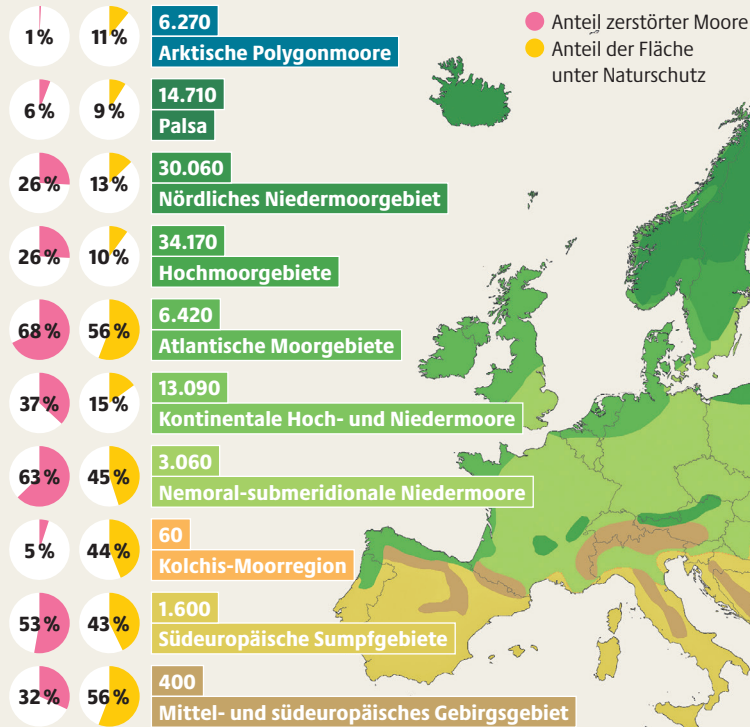 Anteil zerstörter Moore
Anteil der Fläche
unter Naturschutz
1 % 11 % 6.270
Arktische Polygonmoore
6 % 9 % 14.710
Palsa
26 % 13 % 30.060
Nördliches Niedermoorgebiet
26 % 10 % 34.170
Hochmoorgebiete
68 % 56 % 6.420
Atlantische Moorgebiete
37 % 15 % 13.090
Kontinentale Hoch- und Niedermoore
63 % 45 % 3.060
Nemoral-submeridionale Niedermoore
5 % 44 % 60
Kolchis-Moorregion
53 % 43 % 1.600
Südeuropäische Sumpfgebiete
32 % 56 % 400
Mittel- und südeuropäisches Gebirgsgebiet